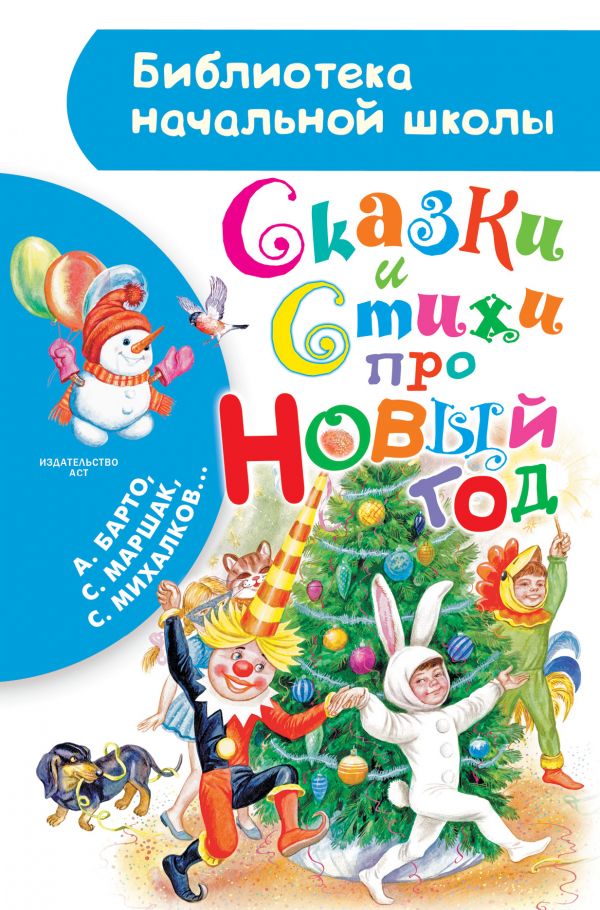 Библиотека
начальной школы
Сказки
и
Стихи
про
Новый
год
ИЗДАТЕЛЬСТВО
АСТ
А. БАРТО,
С. МАРШАК,
С. МИХАЛКОВ...